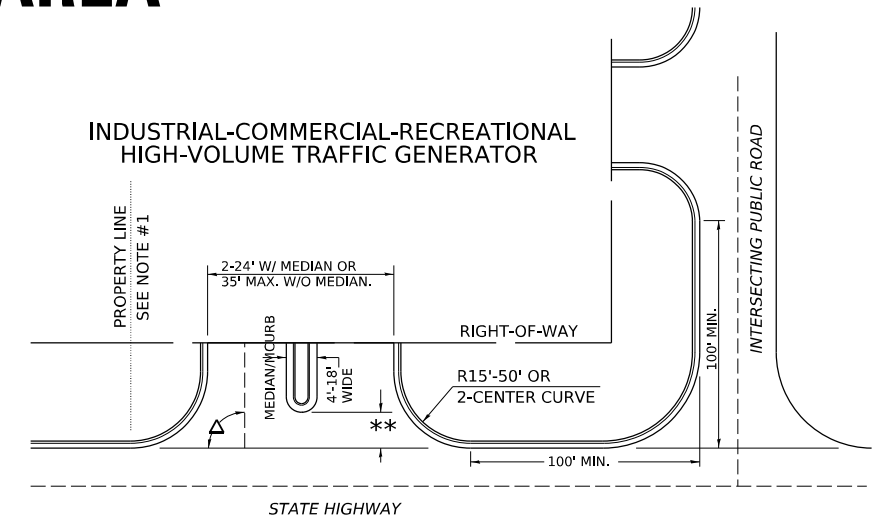 INDUSTRIAL-COMMERCIAL-RECREATIONAL
HIGH-VOLUME TRAFFIC GENERATOR
PROPERTY LINE
SEE NOTE #1
2-24' W/ MEDIAN OR
35' MAX. W/O MEDIAN.
MEDIAN/MOURB
4'-18'
WIDE
RIGHT-OF-WAY
R15'-50' OR
2-CENTER CURVE
**
Δ
100' MIN.
100' MIN.
INTERSECTING PUBLIC ROAD
STATE HIGHWAY